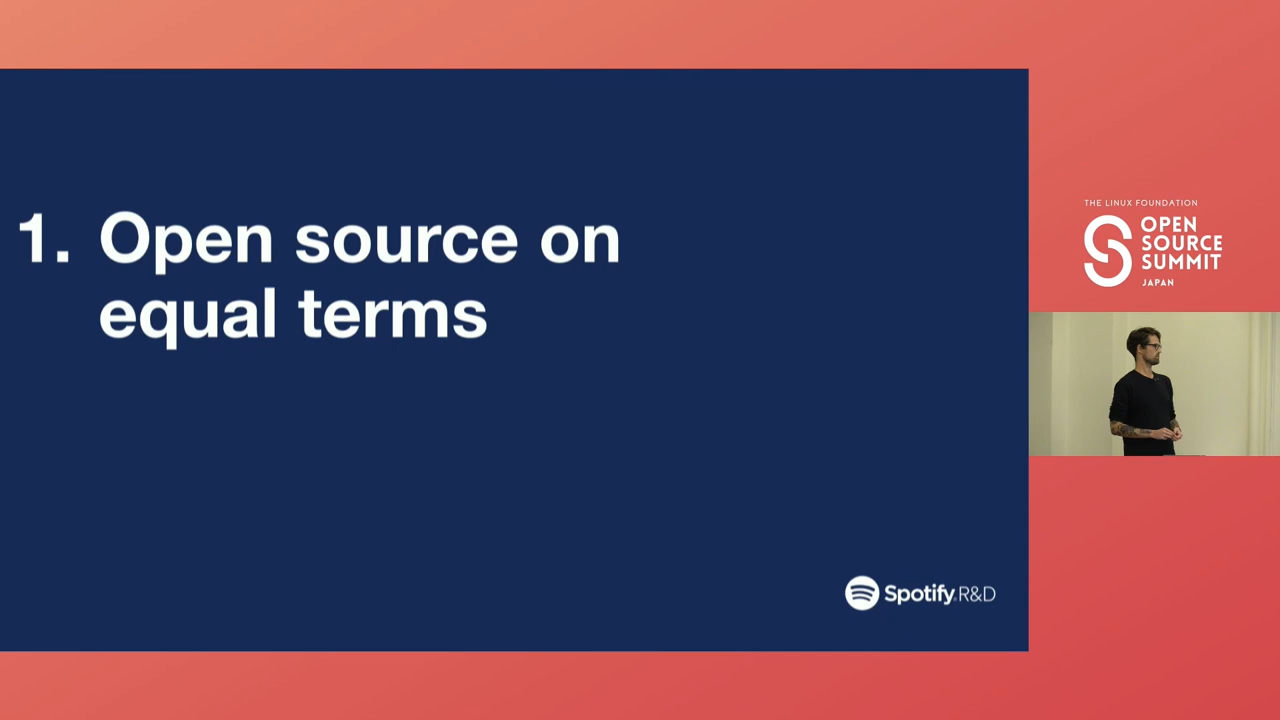 1. Open source on
equal terms
Spotify R&D
THE LINUX FOUNDATION
OPEN
SOURCE
SUMMIT
JAPAN